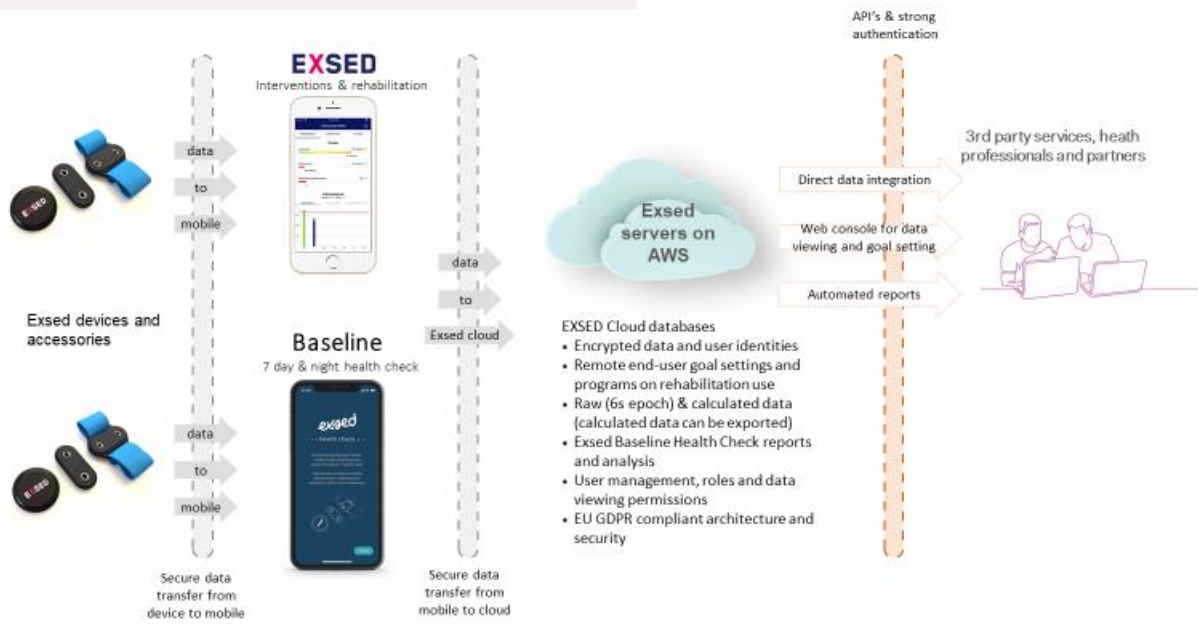 API's & strong
authentication
EXSED
Interventions & rehabilitation
data
to
mobile
EXSED
3rd party services, heath
professionals and partners
Direct data integration
Exsed
servers on
AWS
Web console for data
viewing and goal setting
Automated reports
data
to
Exsed cloud
Exsed devices and
accessories
Baseline
7 day & night health check
EXSED Cloud databases
• Encrypted data and user identities
• Remote end-user goal settings and
programs on rehabilitation use
• Raw (6s epoch) & calculated data
(calculated data can be exported)
• Exsed Baseline Health Check reports
and analysis
• User management, roles and data
viewing permissions
• EU GDPR compliant architecture and
security
exsed
health check
data
to
mobile
EXSED
Secure data
transfer from
device to mobile
Secure data
transfer from
mobile to cloud